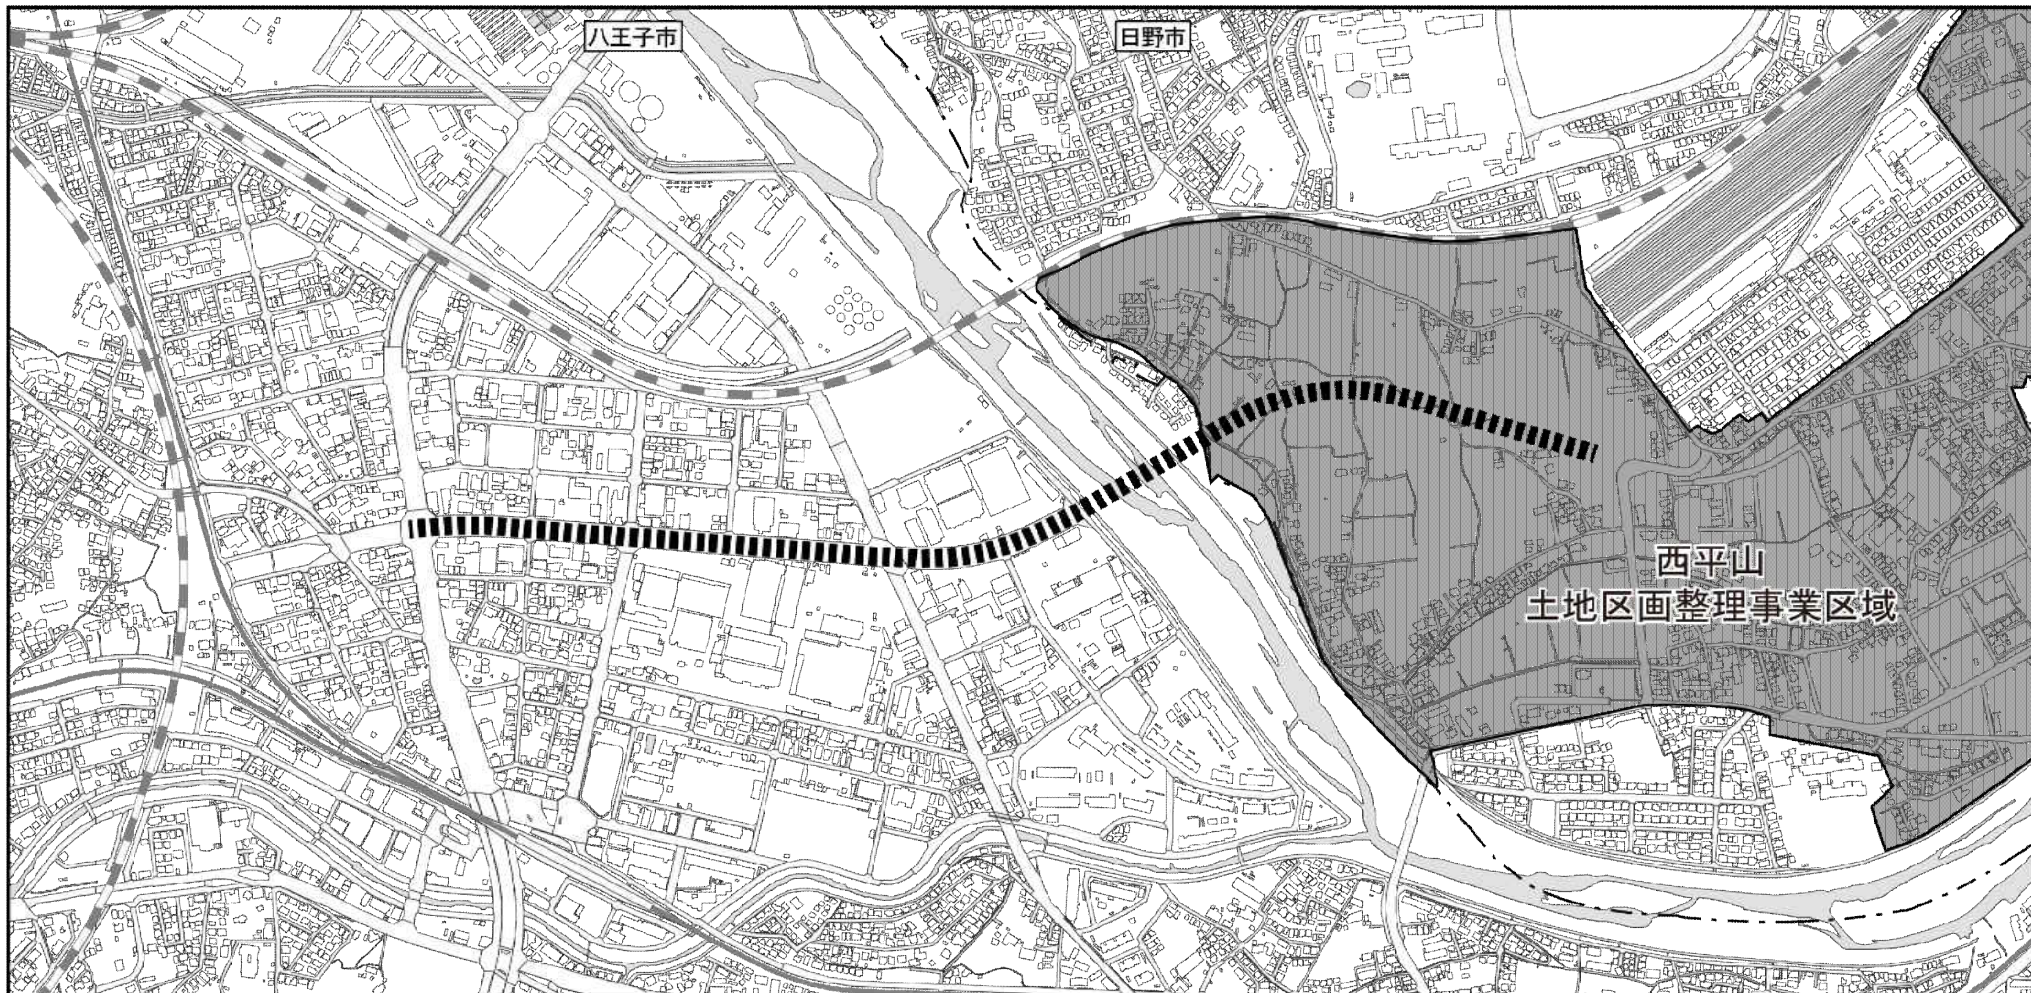 八王子市
日野市
西平山
土地区画整理事業区域